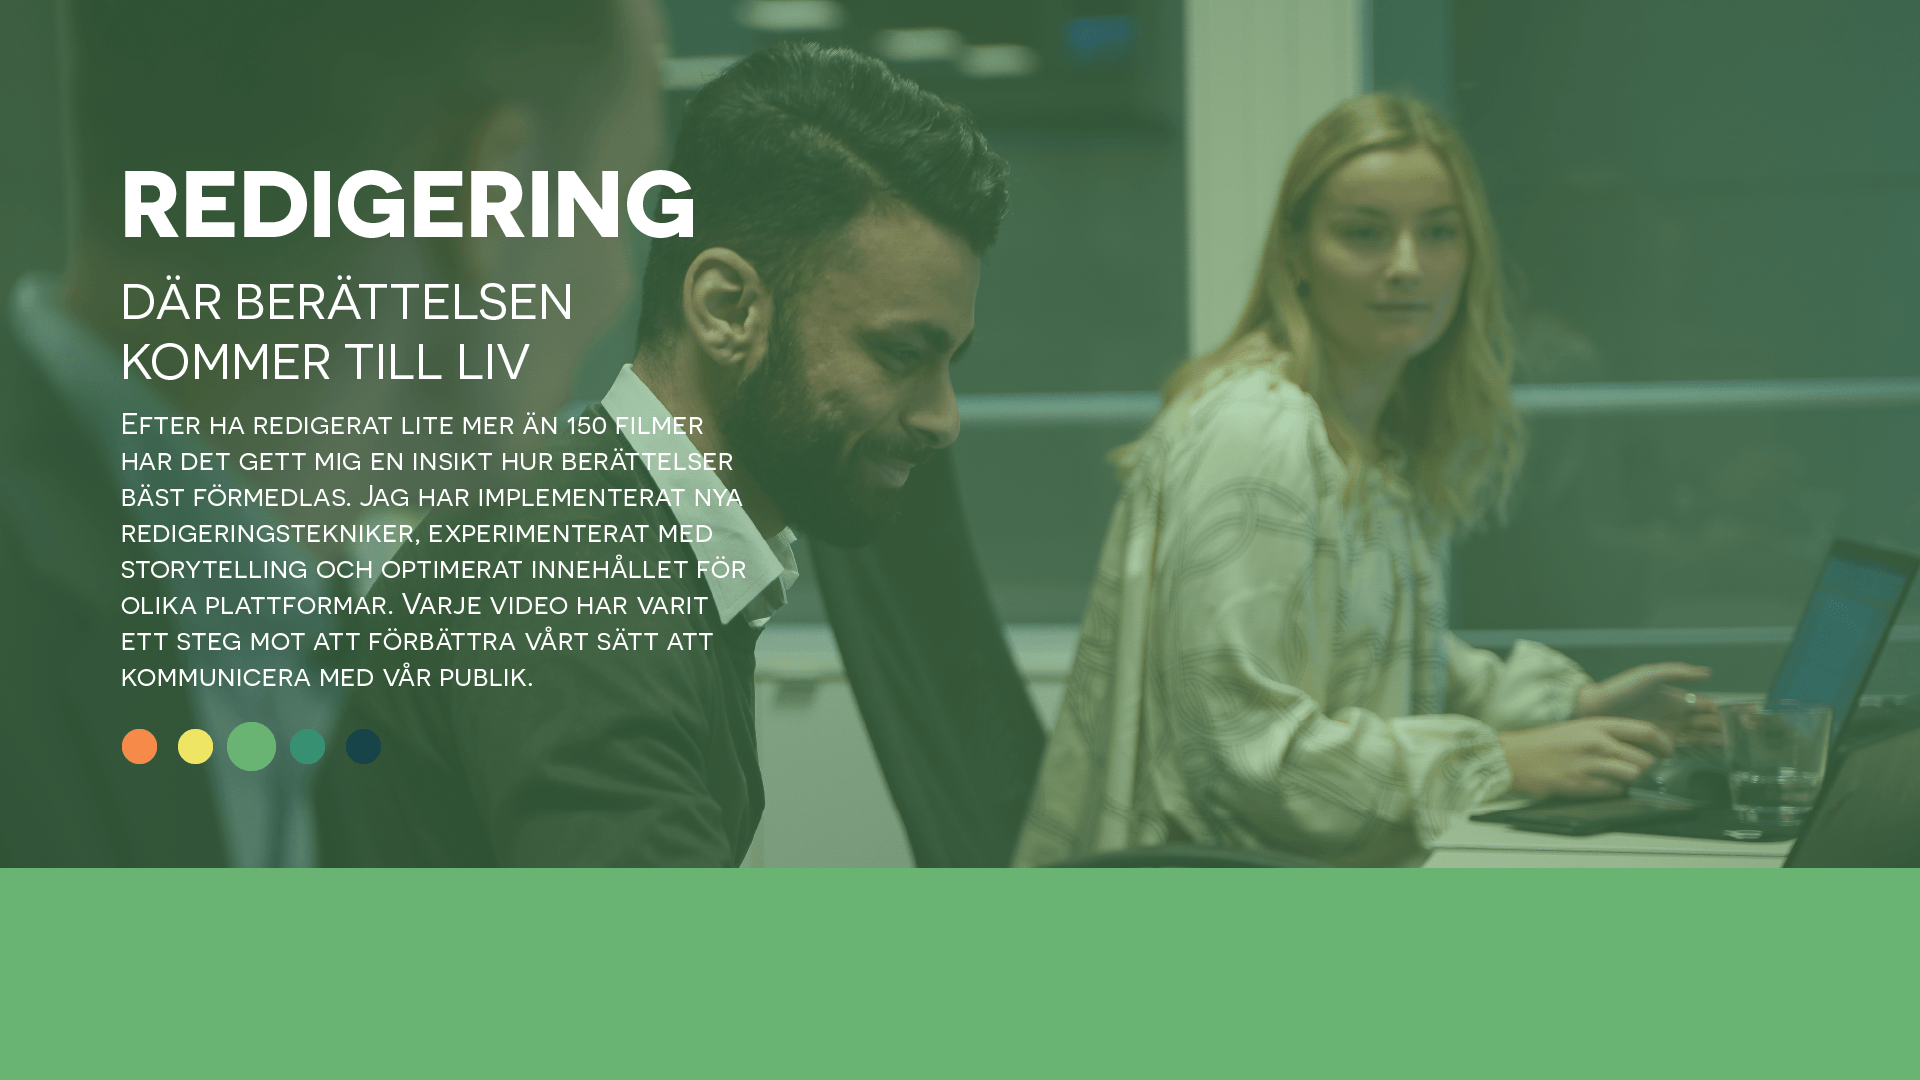 REDIGERING
DÄR BERÄTTELSEN
KOMMER TILL LIV
Efter ha redigerat lite mer än 150 filmer
har det gett mig en insikt hur berättelser
bäst förmedlas. Jag har implementerat nya
redigeringstekniker, experimenterat med
storytelling och optimerat innehållet för
olika plattformar. Varje video har varit
ett steg mot att förbättra vårt sätt att
kommunicera med vår publik.